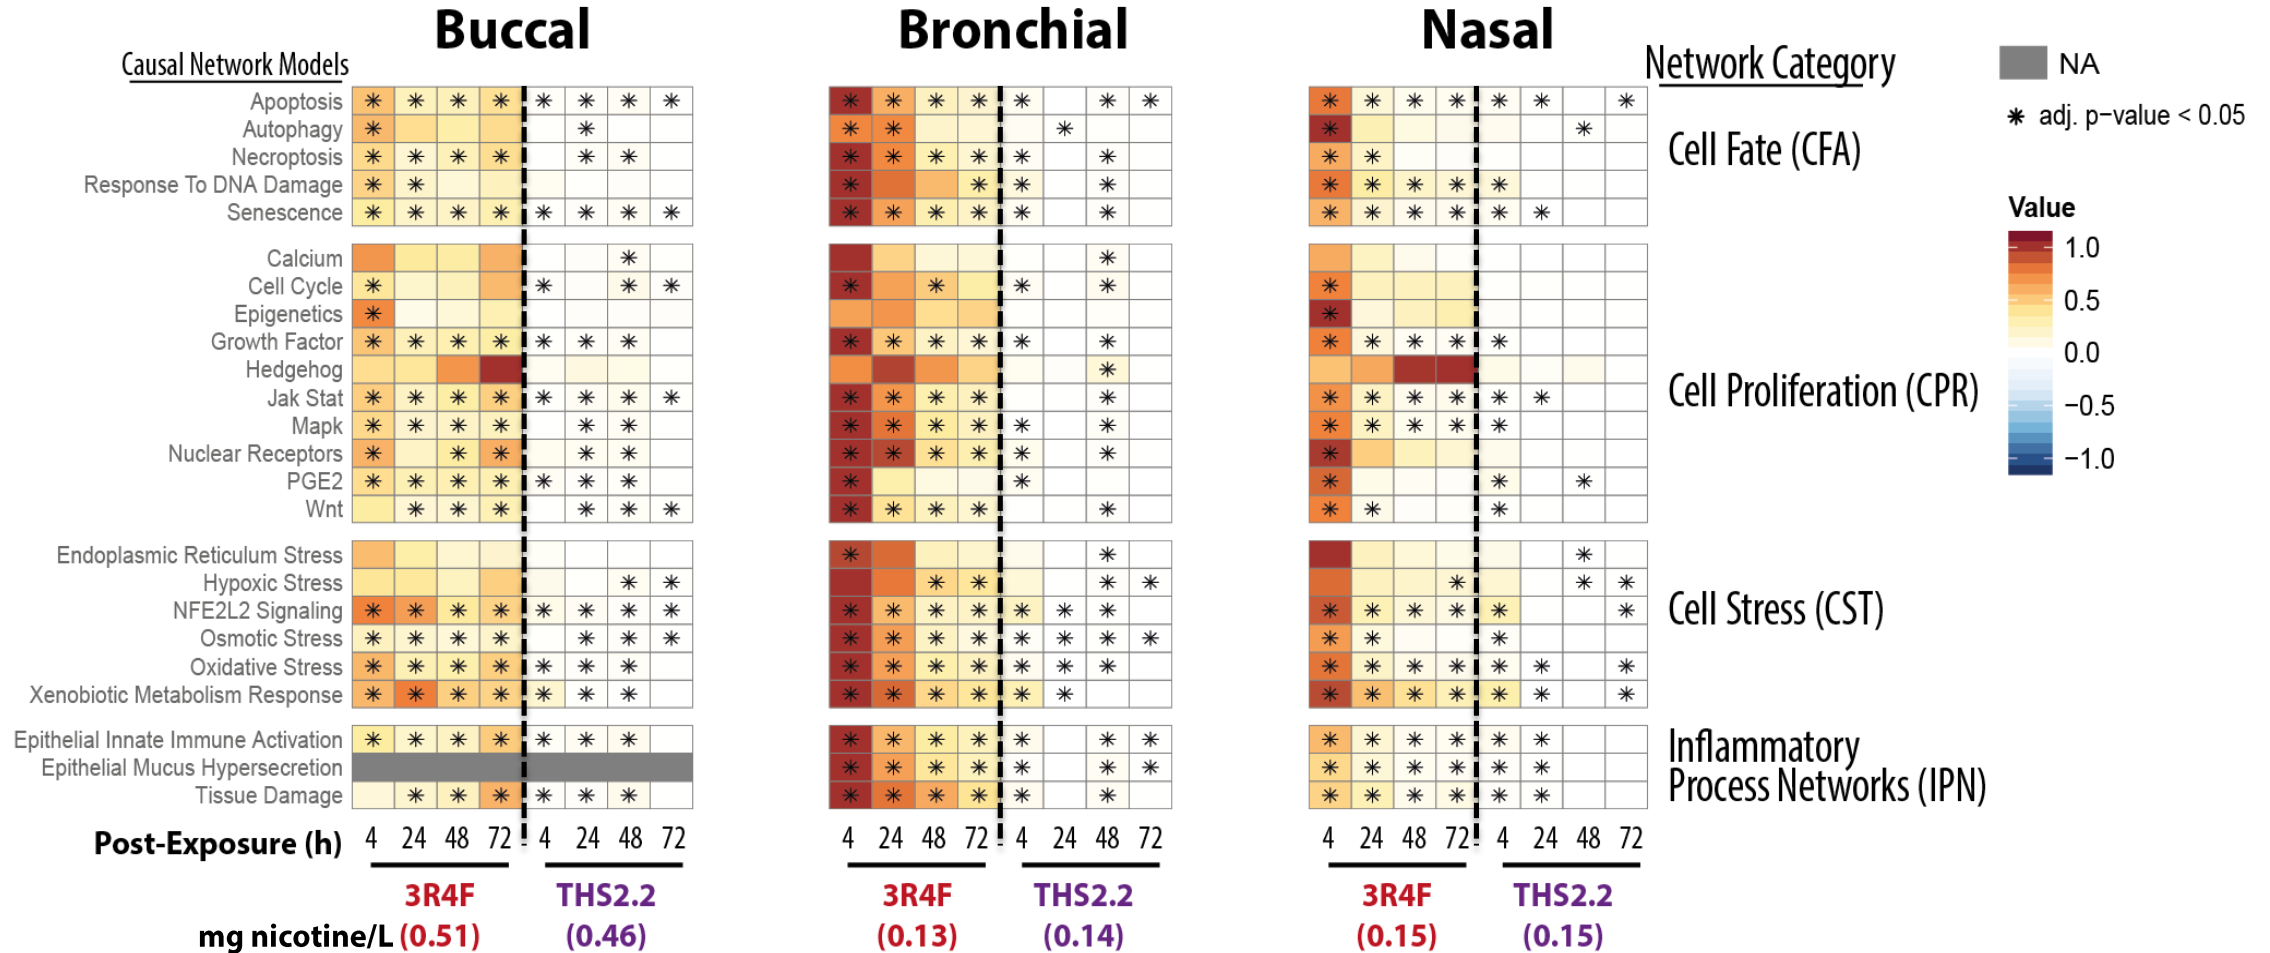 Buccal Bronchial Nasal
Causal Network Models
Network Category
NA
* adj. p−value < 0.05
Apoptosis
Autophagy
Necroptosis
Response To DNA Damage
Senescence
Cell Fate (CFA)
Value
1.0
0.5
0.0
−0.5
−1.0
Calcium
Cell Cycle
Epigenetics
Growth Factor
Hedgehog
Jak Stat
Mapk
Nuclear Receptors
PGE2
Wnt
Cell Proliferation (CPR)
Endoplasmic Reticulum Stress
Hypoxic Stress
NFE2L2 Signaling
Osmotic Stress
Oxidative Stress
Xenobiotic Metabolism Response
Cell Stress (CST)
Epithelial Innate Immune Activation
Epithelial Mucus Hypersecretion
Tissue Damage
Inflammatory
Process Networks (IPN)
Post-Exposure (h) 4 24 48 72 4 24 48 72 4 24 48 72 4 24 48 72 4 24 48 72 4 24 48 72
3R4F THS2.2 3R4F THS2.2 3R4F THS2.2
mg nicotine/L (0.51) (0.46) (0.13) (0.14) (0.15) (0.15)